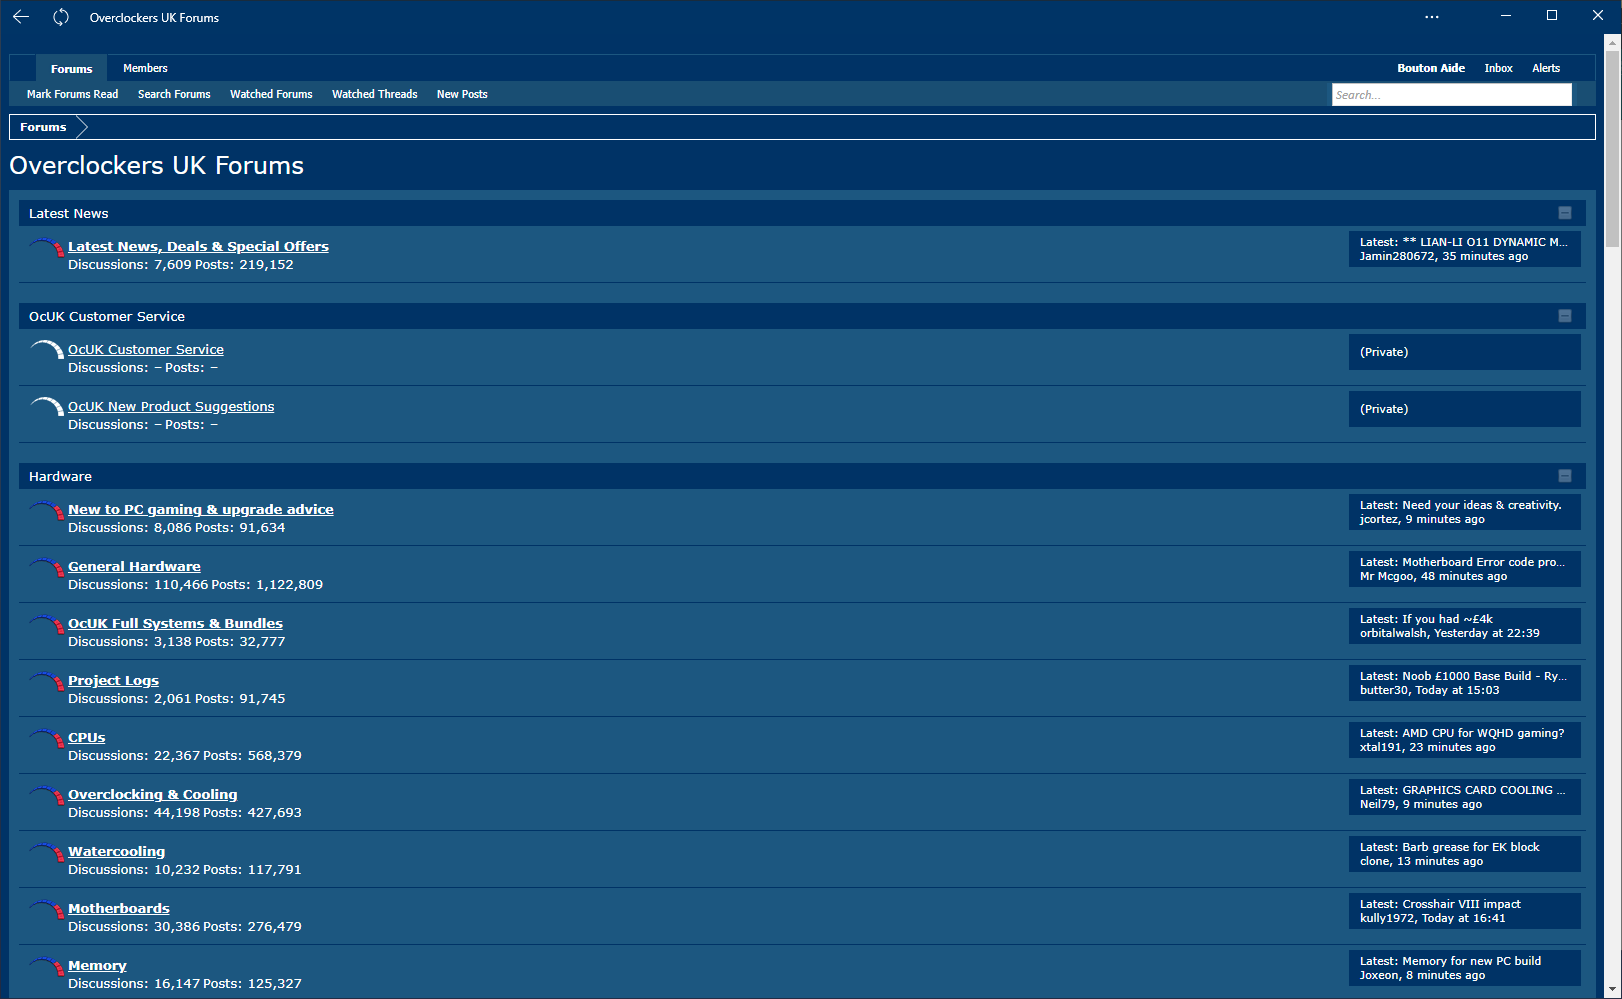 Overclockers UK Forums
Forums Members Bouton Aide Inbox Alerts
Mark Forums Read Search Forums Watched Forums Watched Threads New Posts Search...
Forums
Overclockers UK Forums
Latest News
Latest News, Deals & Special Offers
Discussions: 7,609 Posts: 219,152
Latest: ** LIAN-LI O11 DYNAMIC M...
Jamin280672, 35 minutes ago
OcUK Customer Service
OcUK Customer Service
Discussions: – Posts: –
(Private)
OcUK New Product Suggestions
Discussions: – Posts: –
(Private)
Hardware
New to PC gaming & upgrade advice
Discussions: 8,086 Posts: 91,634
Latest: Need your ideas & creativity.
jcortez, 9 minutes ago
General Hardware
Discussions: 110,466 Posts: 1,122,809
Latest: Motherboard Error code pro...
Mr Mcgoo, 48 minutes ago
OcUK Full Systems & Bundles
Discussions: 3,138 Posts: 32,777
Latest: If you had ~£4k
orbitalwalsh, Yesterday at 22:39
Project Logs
Discussions: 2,061 Posts: 91,745
Latest: Noob £1000 Base Build - Ry...
butter30, Today at 15:03
CPUs
Discussions: 22,367 Posts: 568,379
Latest: AMD CPU for WQHD gaming?
xtal191, 23 minutes ago
Overclocking & Cooling
Discussions: 44,198 Posts: 427,693
Latest: GRAPHICS CARD COOLING ...
Neil79, 9 minutes ago
Watercooling
Discussions: 10,232 Posts: 117,791
Latest: Barb grease for EK block
clone, 13 minutes ago
Motherboards
Discussions: 30,386 Posts: 276,479
Latest: Crosshair VIII impact
kully1972, Today at 16:41
Memory
Discussions: 16,147 Posts: 125,327
Latest: Memory for new PC build
Joxeon, 8 minutes ago